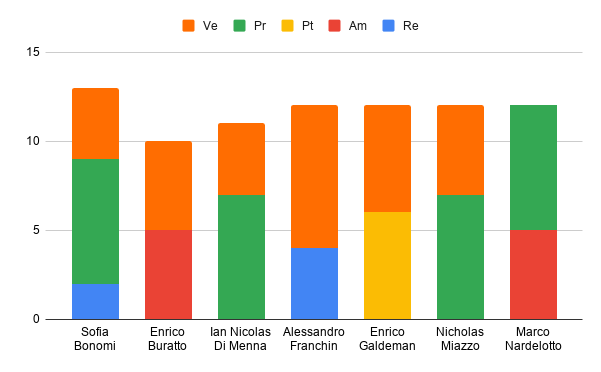 Ve Pr Pt Am Re
15
10
5
0
Sofia Bonomi
Enrico Buratto
Ian Nicolas Di Menna
Alessandro Franchin
Enrico Galdeman
Nicholas Miazzo
Marco Nardelotto